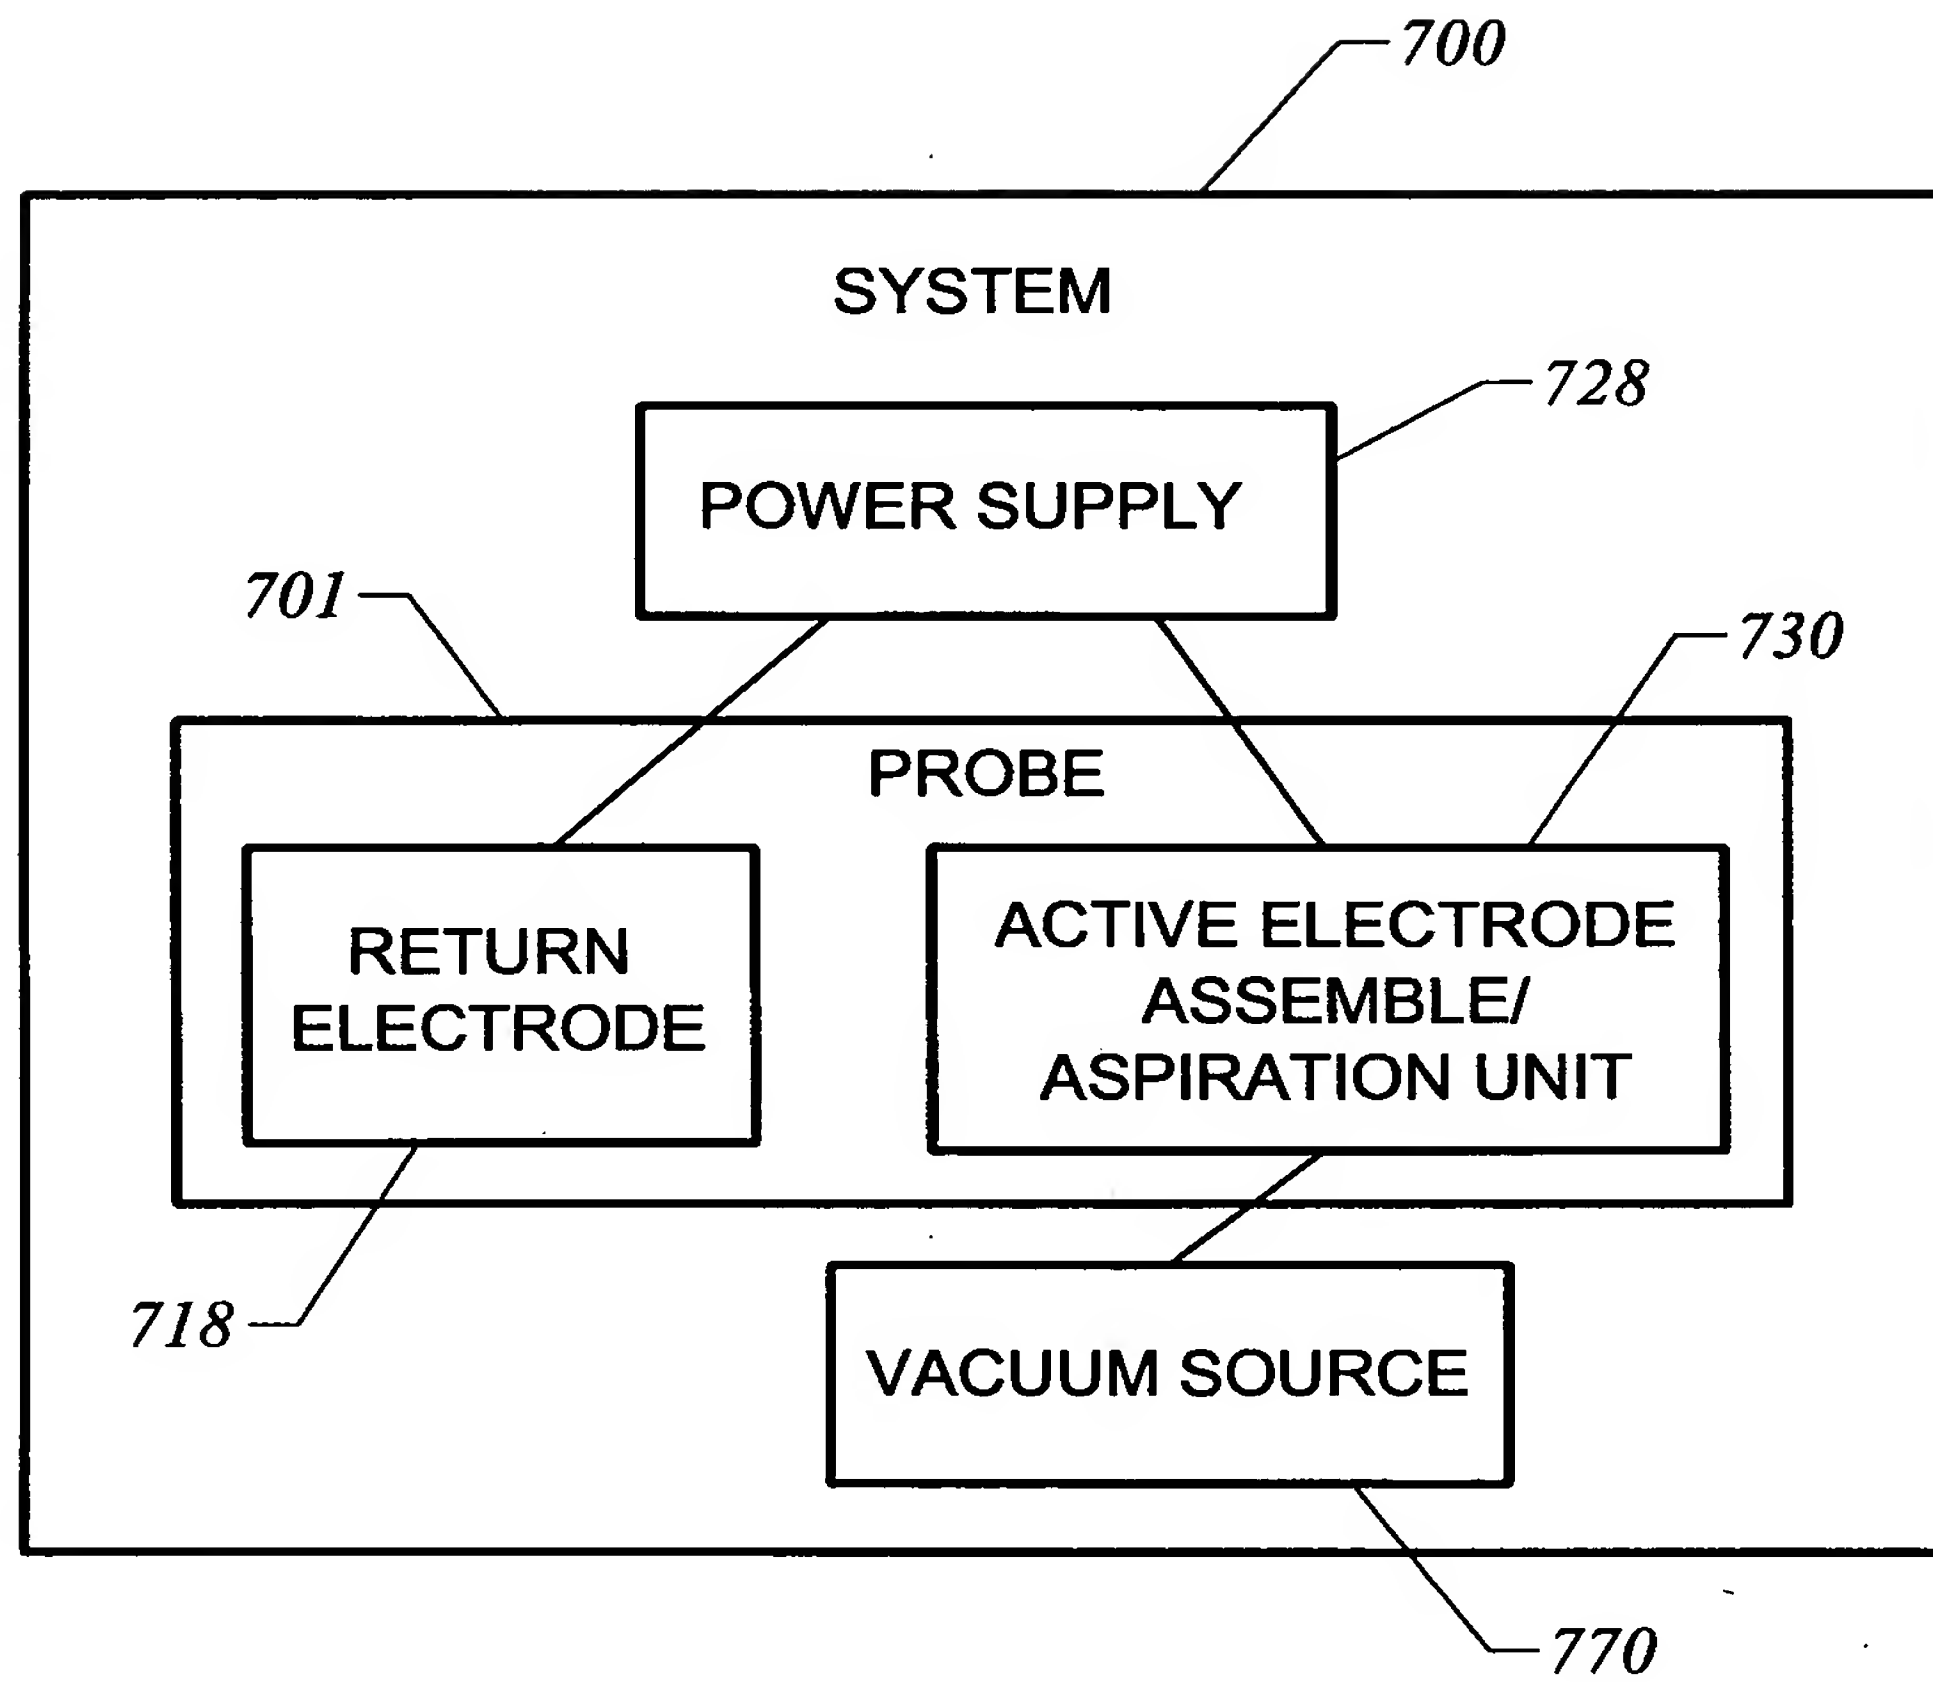 700
SYSTEM
728
POWER SUPPLY
701
730
PROBE
RETURN
ELECTRODE
ACTIVE ELECTRODE
ASSEMBLE/
ASPIRATION UNIT
718
VACUUM SOURCE
770